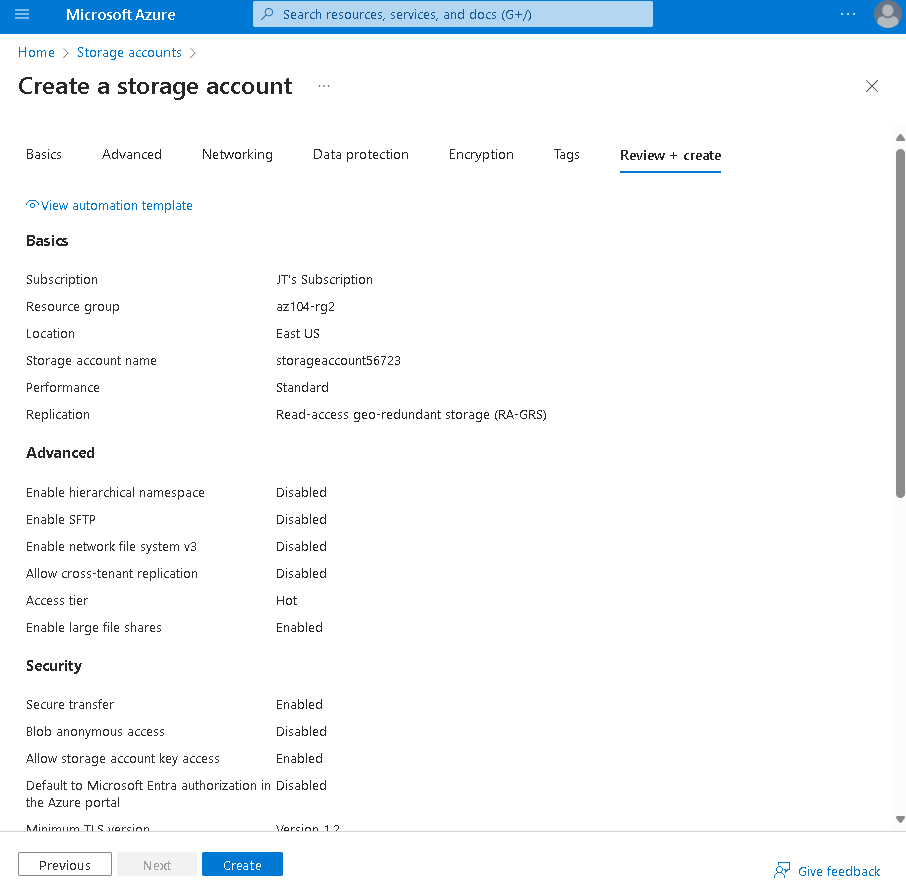 Microsoft Azure
Search resources, services, and docs (G+/)
Home
Storage accounts
Create a storage account
Basics
Advanced
Networking
Data protection
Encryption
Tags
Review + create
View automation template
Basics
Subscription JT's Subscription
Resource group az104-rg2
Location East US
Storage account name storageaccount56723
Performance Standard
Replication Read-access geo-redundant storage (RA-GRS)
Advanced
Enable hierarchical namespace Disabled
Enable SFTP Disabled
Enable network file system v3 Disabled
Allow cross-tenant replication Disabled
Access tier Hot
Enable large file shares Enabled
Security
Secure transfer Enabled
Blob anonymous access Disabled
Allow storage account key access Enabled
Default to Microsoft Entra authorization in Disabled
the Azure portal
Minimum TLS version Version 1.2
Previous
Next
Create
Give feedback